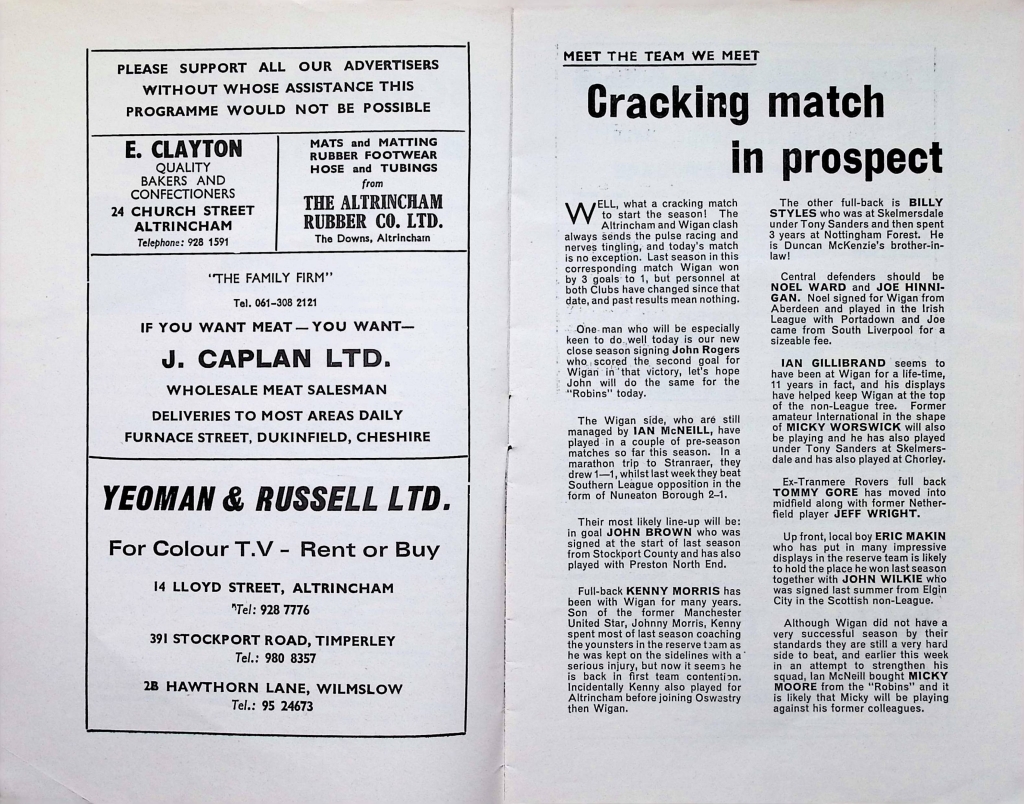 PLEASE SUPPORT ALL OUR ADVERTISERS
WITHOUT WHOSE ASSISTANCE THIS
PROGRAMME WOULD NOT BE POSSIBLE
E. CLAYTON
QUALITY
BAKERS AND
CONFECTIONERS
24 CHURCH STREET
ALTRINCHAM
Telephone: 928 1591
MATS and MATTING
RUBBER FOOTWEAR
HOSE and TUBINGS
from
THE ALTRINCHAM
RUBBER CO. LTD.
The Downs, Altrincham
"THE FAMILY FIRM"
Tel. 061-308 2121
IF YOU WANT MEAT — YOU WANT—
J. CAPLAN LTD.
WHOLESALE MEAT SALESMAN
DELIVERIES TO MOST AREAS DAILY
FURNACE STREET, DUKINFIELD, CHESHIRE
YEOMAN & RUSSELL LTD.
For Colour T.V - Rent or Buy
14 LLOYD STREET, ALTRINCHAM
Tel: 928 7776
391 STOCKPORT ROAD, TIMPERLEY
Tel.: 980 8357
2B HAWTHORN LANE, WILMSLOW
Tel.: 95 24673
MEET THE TEAM WE MEET
Cracking match
in prospect
WELL, what a cracking match
to start the season! The
Altrincham and Wigan clash
always sends the pulse racing and
nerves tingling, and today's match
is no exception. Last season in this
corresponding match Wigan won
by 3 goals to 1, but personnel at
both Clubs have changed since that
date, and past results mean nothing.
One man who will be especially
keen to do well today is our new
close season signing John Rogers
who scored the second goal for
Wigan in that victory, let's hope
John will do the same for the
"Robins" today.
The Wigan side, who are still
managed by IAN McNEILL, have
played in a couple of pre-season
matches so far this season. In a
marathon trip to Stranraer, they
drew 1—1, whilst last week they beat
Southern League opposition in the
form of Nuneaton Borough 2-1.
Their most likely line-up will be:
in goal JOHN BROWN who was
signed at the start of last season
from Stockport County and has also
played with Preston North End.
Full-back KENNY MORRIS has
been with Wigan for many years.
Son of the former Manchester
United Star, Johnny Morris, Kenny
spent most of last season coaching
the younsters in the reserve team as
he was kept on the sidelines with a
serious injury, but now it seems he
is back in first team contention.
Incidentally Kenny also played for
Altrincham before joining Oswestry
then Wigan.
The other full-back is BILLY
STYLES who was at Skelmersdale
under Tony Sanders and then spent
3 years at Nottingham Forest. He
is Duncan McKenzie's brother-in-
law!
Central defenders should be
NOEL WARD and JOE HINNI-
GAN. Noel signed for Wigan from
Aberdeen and played in the Irish
League with Portadown and Joe
came from South Liverpool for a
sizeable fee.
IAN GILLIBRAND seems to
have been at Wigan for a life-time,
11 years in fact, and his displays
have helped keep Wigan at the top
of the non-League tree. Former
amateur International in the shape
of MICKY WORSWICK will also
be playing and he has also played
under Tony Sanders at Skelmers-
dale and has also played at Chorley.
Ex-Tranmere Rovers full back
TOMMY GORE has moved into
midfield along with former Nether-
field player JEFF WRIGHT.
Up front, local boy ERIC MAKIN
who has put in many impressive
displays in the reserve team is likely
to hold the place he won last season
together with JOHN WILKIE who
was signed last summer from Elgin
City in the Scottish non-League.
Although Wigan did not have a
very successful season by their
standards they are still a very hard
side to beat, and earlier this week
in an attempt to strengthen his
squad, Ian McNeill bought MICKY
MOORE from the "Robins" and it
is likely that Micky will be playing
against his former colleagues.